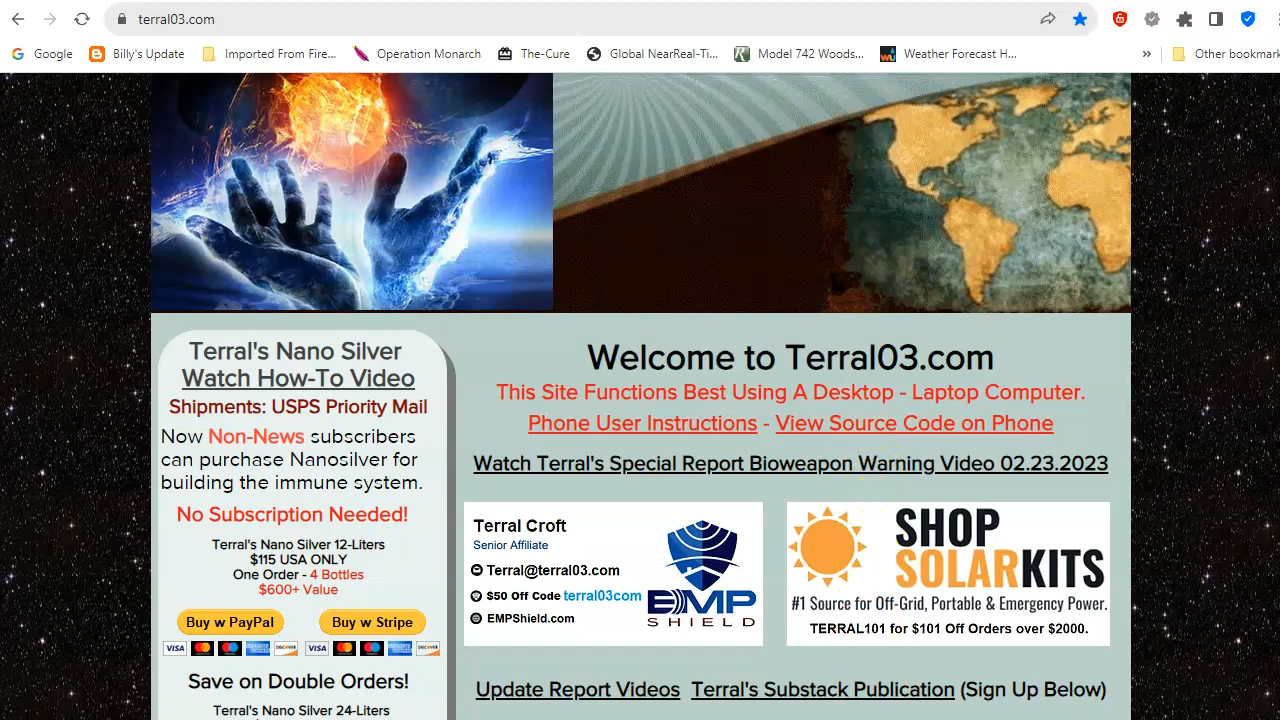 terral03.com
Google
Billy's Update
Imported From Fire...
Operation Monarch
The-Cure
Global NearReal-Ti...
Model 742 Woods...
Weather Forecast H...
»
Other bookmar
Terral's Nano Silver
Watch How-To Video
Shipments: USPS Priority Mail
Now Non-News subscribers
can purchase Nanosilver for
building the immune system.
No Subscription Needed!
Terral's Nano Silver 12-Liters
$115 USA ONLY
One Order - 4 Bottles
$600+ Value
Buy w PayPal
Buy w Stripe
VISA
VISA
Save on Double Orders!
Terral's Nano Silver 24-Liters
Welcome to Terral03.com
This Site Functions Best Using A Desktop - Laptop Computer.
Phone User Instructions - View Source Code on Phone
Watch Terral's Special Report Bioweapon Warning Video 02.23.2023
Terral Croft
Senior Affiliate
Terral@terral03.com
$50 Off Code terral03com
EMPShield.com
EMP
SHIELD
SHOP
SOLARKITS
#1 Source for Off-Grid, Portable & Emergency Power.
TERRAL101 for $101 Off Orders over $2000.
Update Report Videos Terral's Substack Publication (Sign Up Below)